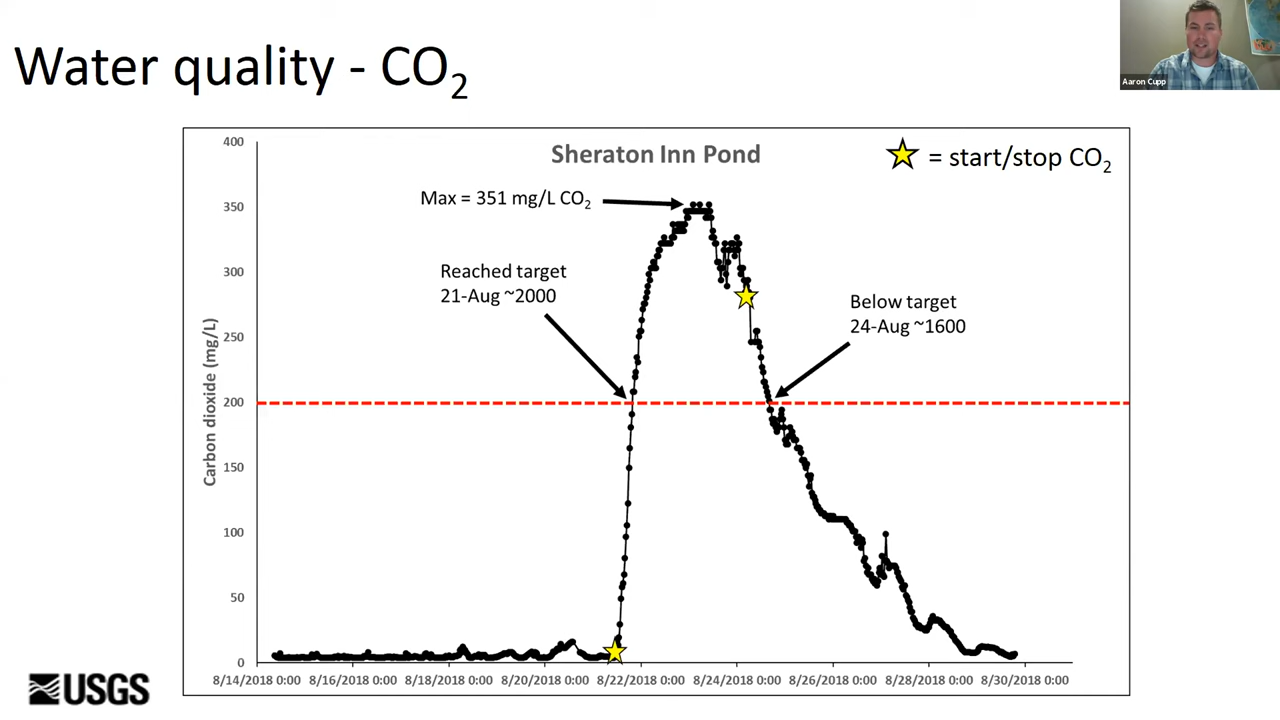 Water quality - CO₂
Aaron Cupp
Sheraton Inn Pond
= start/stop CO₂
Max = 351 mg/L CO₂
Reached target
21-Aug ~2000
Below target
24-Aug ~1600
Carbon dioxide (mg/L)
400
350
300
250
200
150
100
50
0
8/14/2018 0:00 8/16/2018 0:00 8/18/2018 0:00 8/20/2018 0:00 8/22/2018 0:00 8/24/2018 0:00 8/26/2018 0:00 8/28/2018 0:00 8/30/2018 0:00
USGS